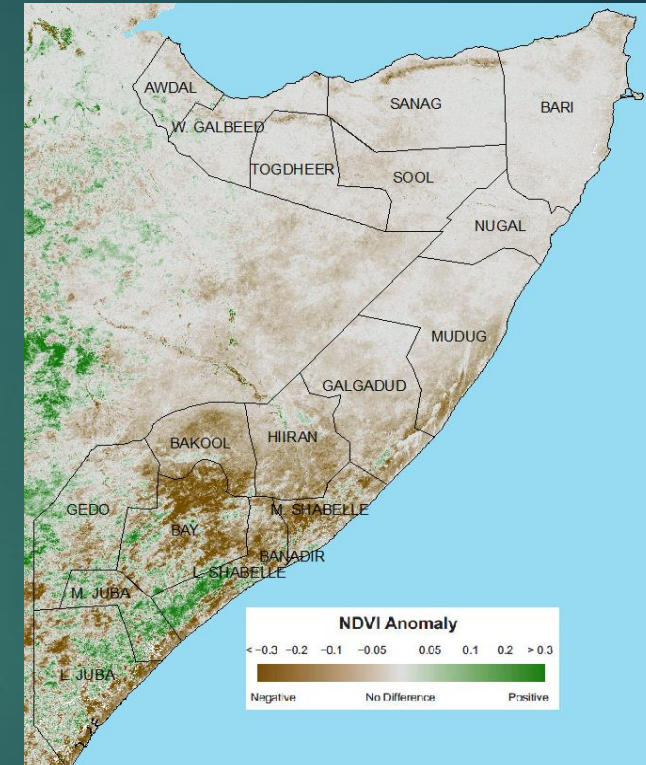 AWDAL
SANAG
BARI
W. GALBEED
TOGDHEER
SOOL
NUGAL
MUDUG
GALGADUD
BAKOOL
HIIRAN
GEDO
M. SHABELLE
BAY
BANADIR
L. SHABELLE
M. JUBA
L. JUBA
NDVI Anomaly
< -0.3 -0.2 -0.1 -0.05 0.05 0.1 0.2 > 0.3
Negative No Difference Positive